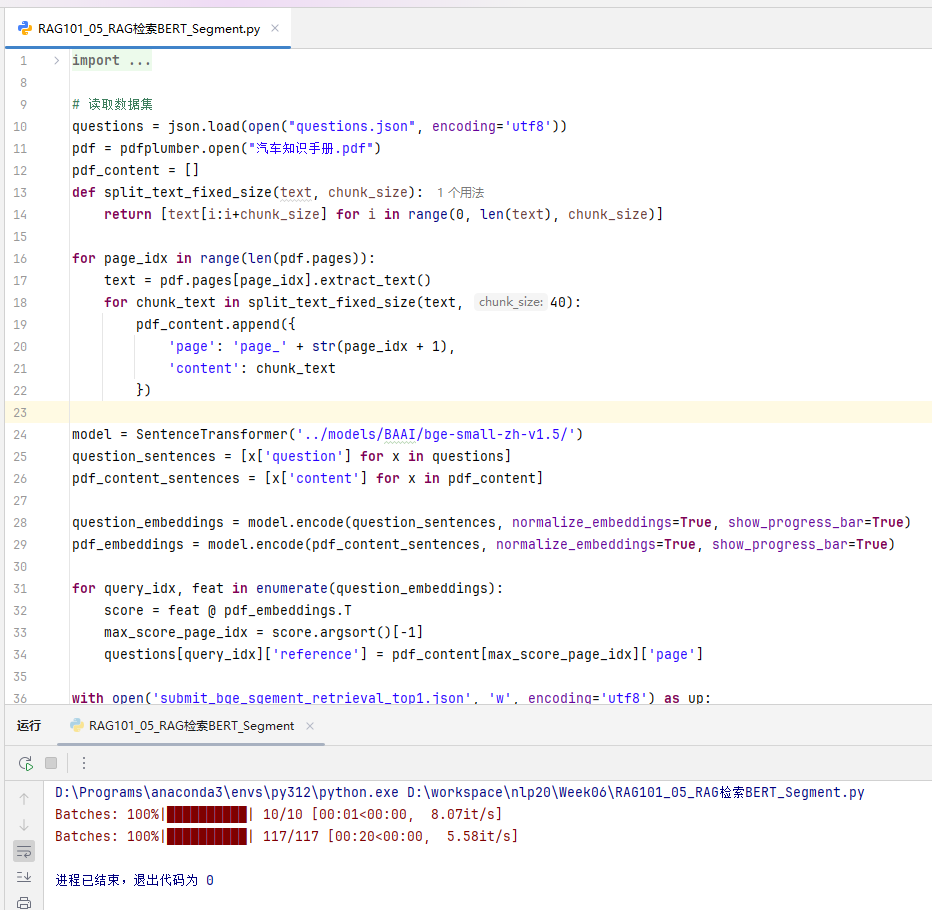 RAG101_05_RAG检索BERT_Segment.py ×
1 > import ...
8
9 # 读取数据集
10 questions = json.load(open("questions.json", encoding='utf8'))
11 pdf = pdfplumber.open("汽车知识手册.pdf")
12 pdf_content = []
13 def split_text_fixed_size(text, chunk_size): 1 个用法
14     return [text[i:i+chunk_size] for i in range(0, len(text), chunk_size)]
15
16 for page_idx in range(len(pdf.pages)):
17     text = pdf.pages[page_idx].extract_text()
18     for chunk_text in split_text_fixed_size(text, chunk_size: 40):
19         pdf_content.append({
20             'page': 'page_' + str(page_idx + 1),
21             'content': chunk_text
22         })
23
24 model = SentenceTransformer('../models/BAAI/bge-small-zh-v1.5/')
25 question_sentences = [x['question'] for x in questions]
26 pdf_content_sentences = [x['content'] for x in pdf_content]
27
28 question_embeddings = model.encode(question_sentences, normalize_embeddings=True, show_progress_bar=True)
29 pdf_embeddings = model.encode(pdf_content_sentences, normalize_embeddings=True, show_progress_bar=True)
30
31 for query_idx, feat in enumerate(question_embeddings):
32     score = feat @ pdf_embeddings.T
33     max_score_page_idx = score.argsort()[-1]
34     questions[query_idx]['reference'] = pdf_content[max_score_page_idx]['page']
35
36 with open('submit_bge_sgement_retrieval_top1.json', 'w', encoding='utf8') as up:
运行 RAG101_05_RAG检索BERT_Segment ×
D:\Programs\anaconda3\envs\py312\python.exe D:\workspace\nlp20\Week06\RAG101_05_RAG检索BERT_Segment.py
Batches: 100%|██████████| 10/10 [00:01<00:00,  8.07it/s]
Batches: 100%|██████████| 117/117 [00:20<00:00,  5.58it/s]
进程已结束，退出代码为 0